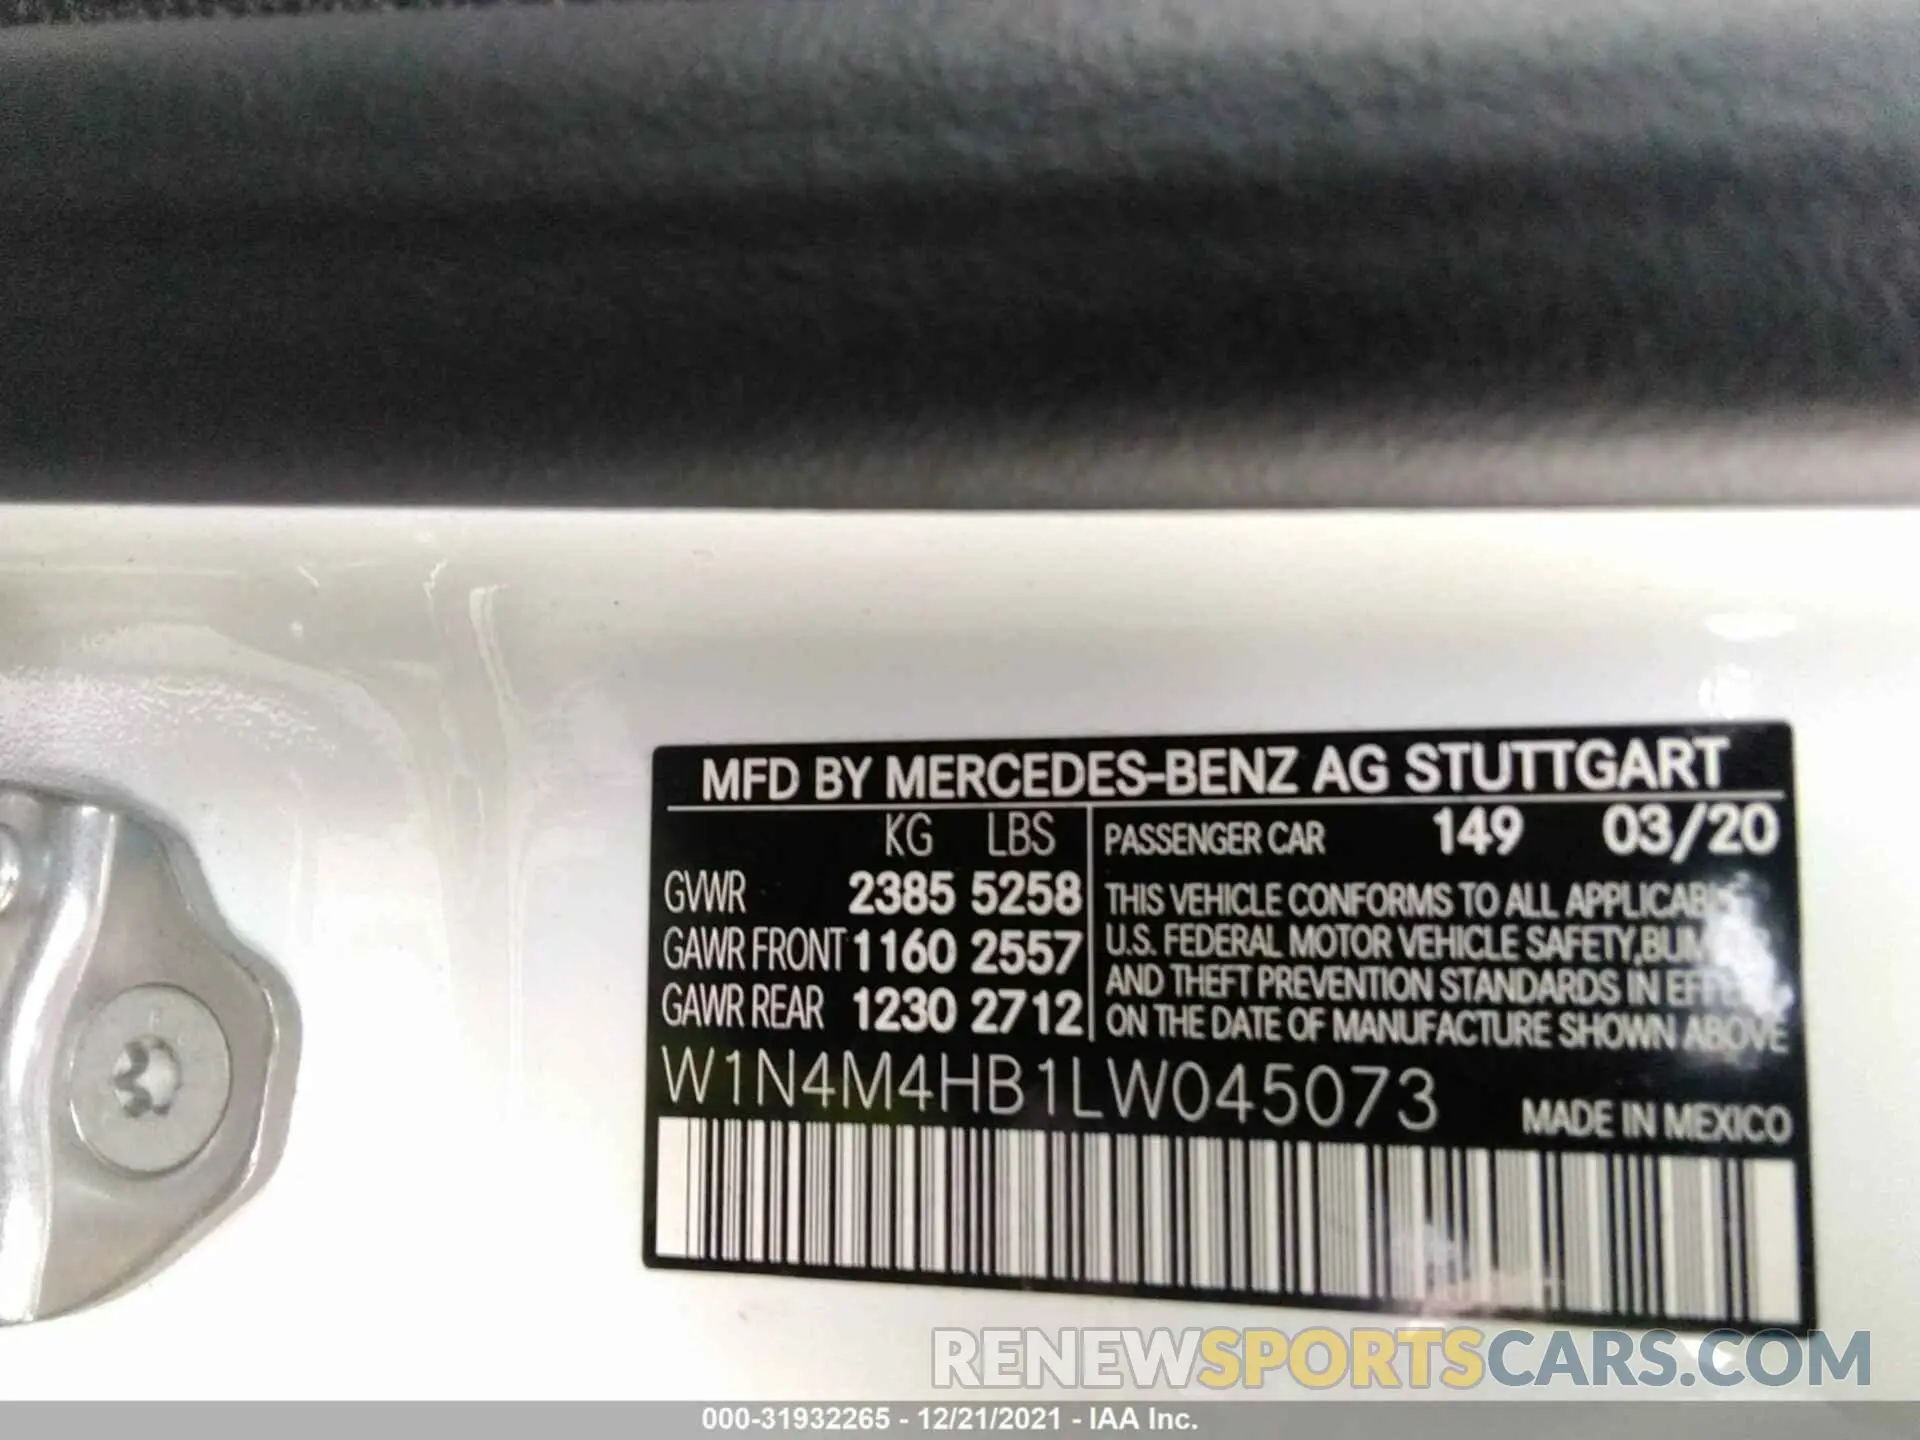 MFD BY MERCEDES-BENZ AG STUTTGART
KG LBS
GVWR 2385 5258
GAWR FRONT 1160 2557
GAWR REAR 1230 2712
PASSENGER CAR 149 03/20
THIS VEHICLE CONFORMS TO ALL
U.S. FEDERAL MOTOR VEHICLE SAFETY,
AND THEFT PREVENTION STANDARDS IN
ON THE DATE OF MANUFACTURE SHOWN ABOVE
W1N4M4HB1LW045073
MADE IN MEXICO
RENEWSPORTSCARS.COM
000-31932265 - 12/21/2021 - IAA Inc.